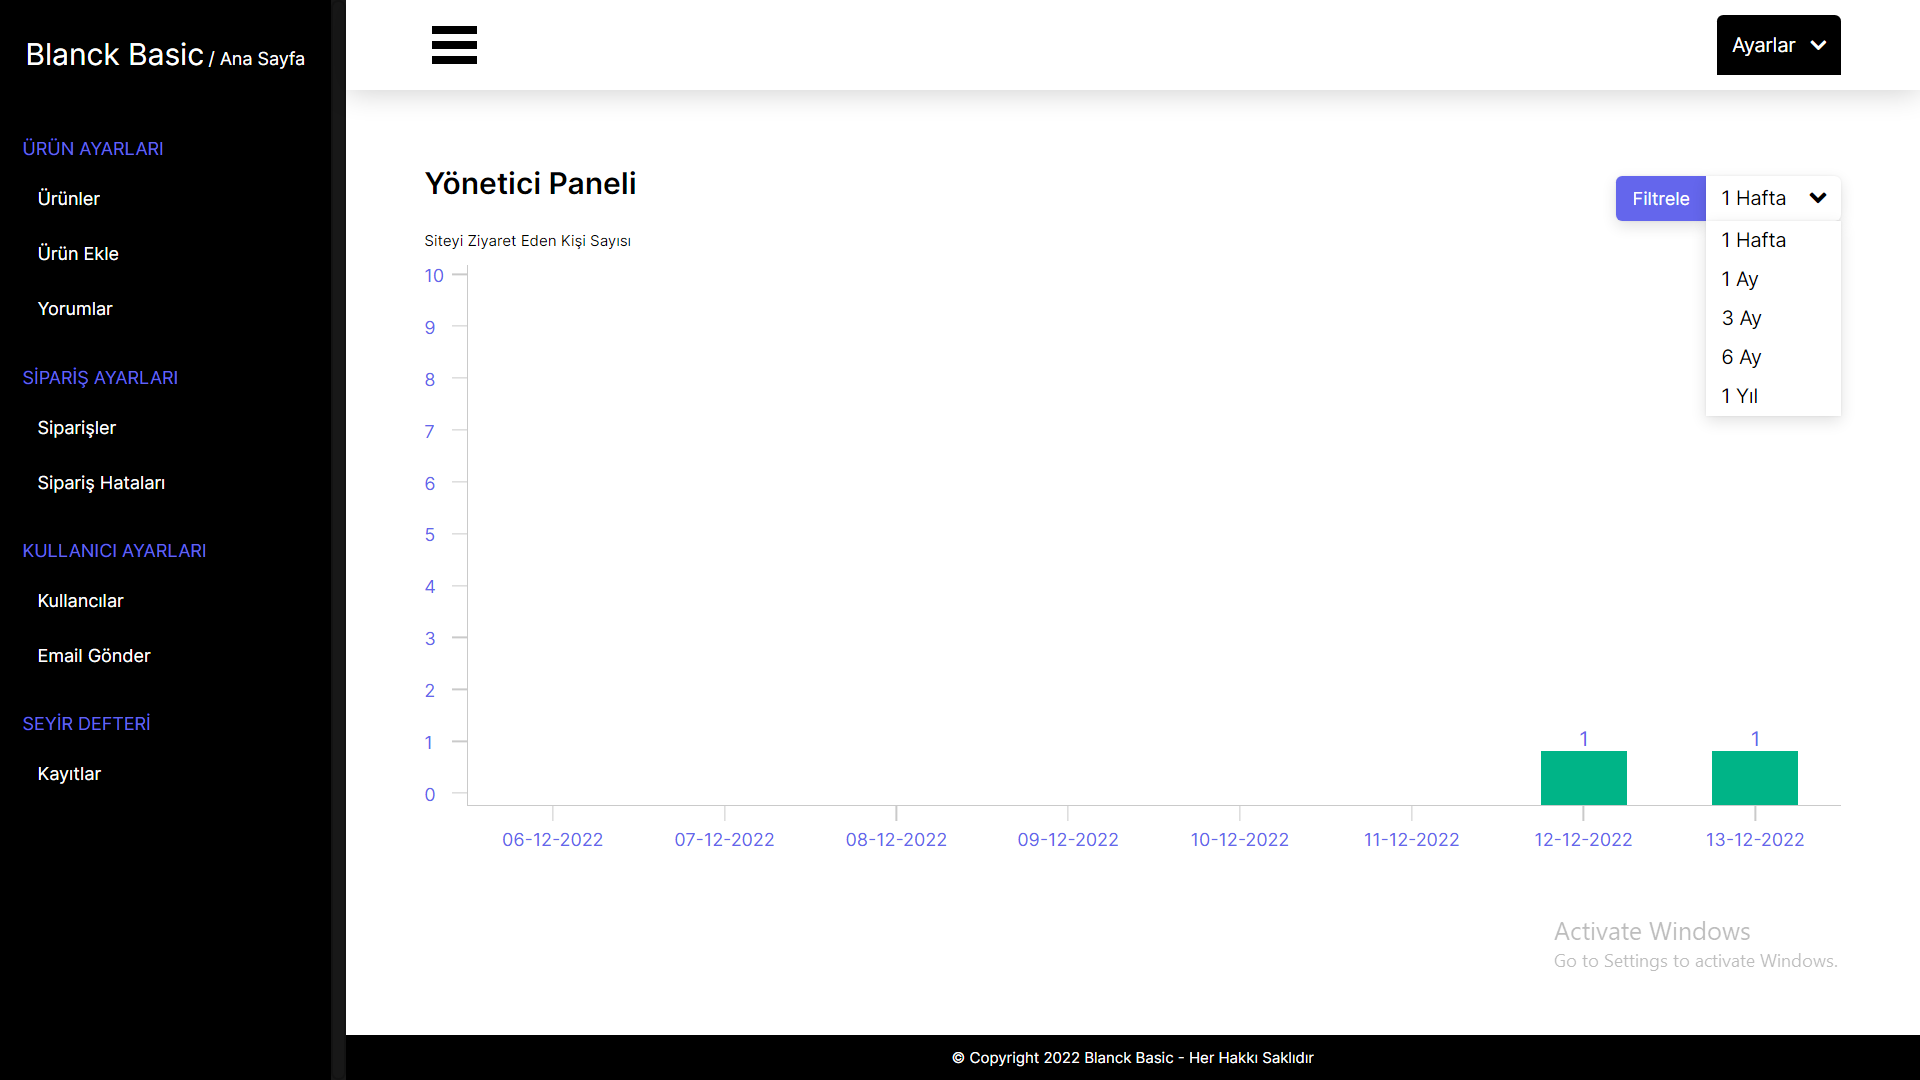 Blanck Basic / Ana Sayfa
ÜRÜN AYARLARI
Ürünler
Ürün Ekle
Yorumlar
SİPARİŞ AYARLARI
Siparişler
Sipariş Hataları
KULLANICI AYARLARI
Kullancılar
Email Gönder
SEYİR DEFTERİ
Kayıtlar
Ayarlar
Yönetici Paneli
Filtrele
1 Hafta
1 Hafta
1 Ay
3 Ay
6 Ay
1 Yıl
Siteyi Ziyaret Eden Kişi Sayısı
10
9
8
7
6
5
4
3
2
1
0
1
1
06-12-2022
07-12-2022
08-12-2022
09-12-2022
10-12-2022
11-12-2022
12-12-2022
13-12-2022
Activate Windows
Go to Settings to activate Windows.
© Copyright 2022 Blanck Basic - Her Hakkı Saklıdır